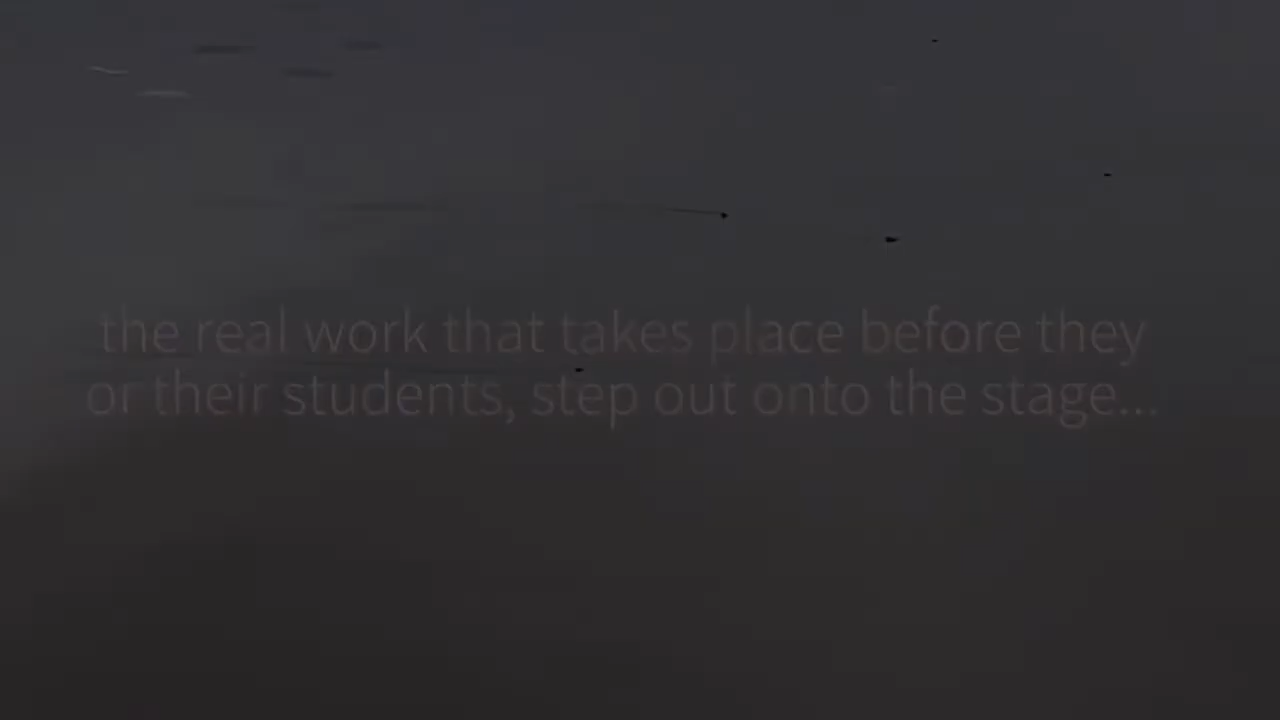 the real work that takes place before they
or their students, step out onto the stage...